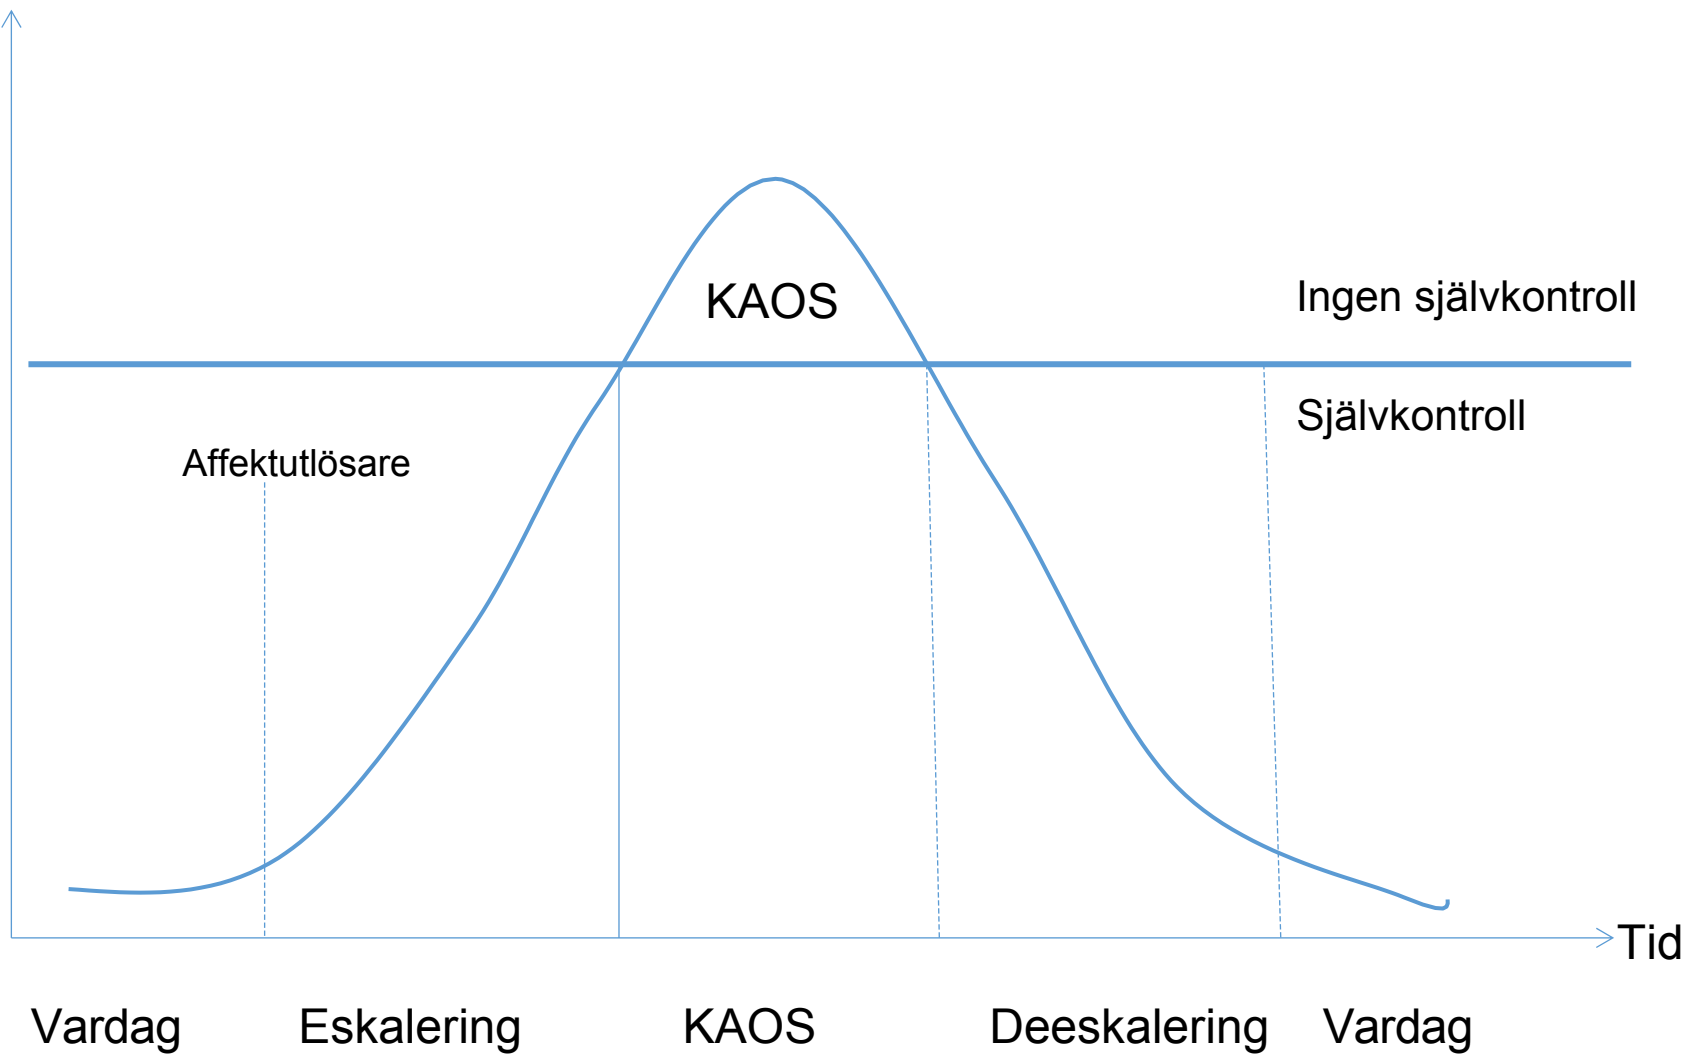 KAOS
Ingen självkontroll
Självkontroll
Affektutlösare
Tid
Vardag
Eskalering
KAOS
Deeskalering
Vardag